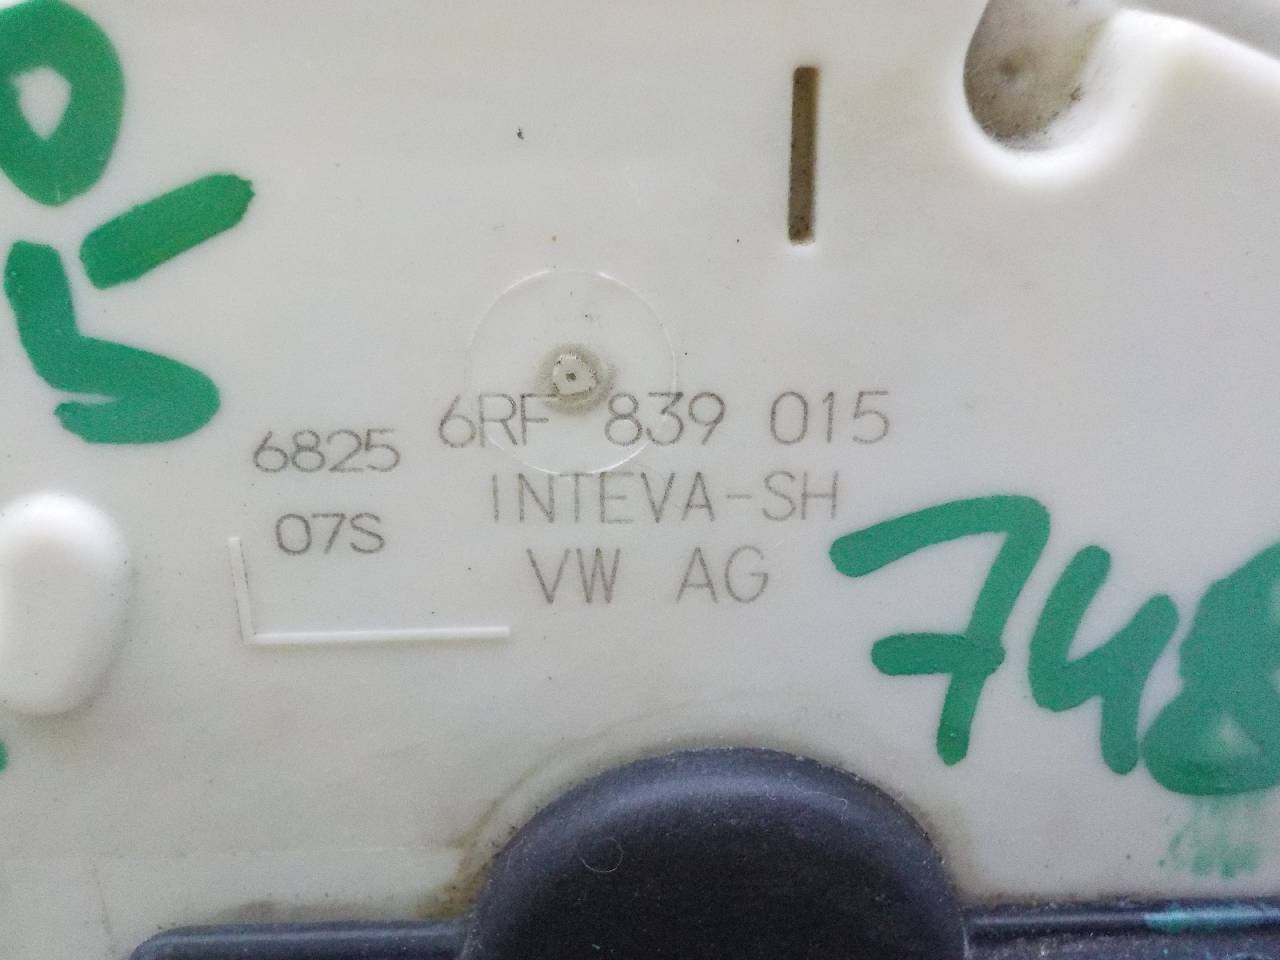 6825 6RF 839 015
INTEVA-SH
07S
VW AG
748